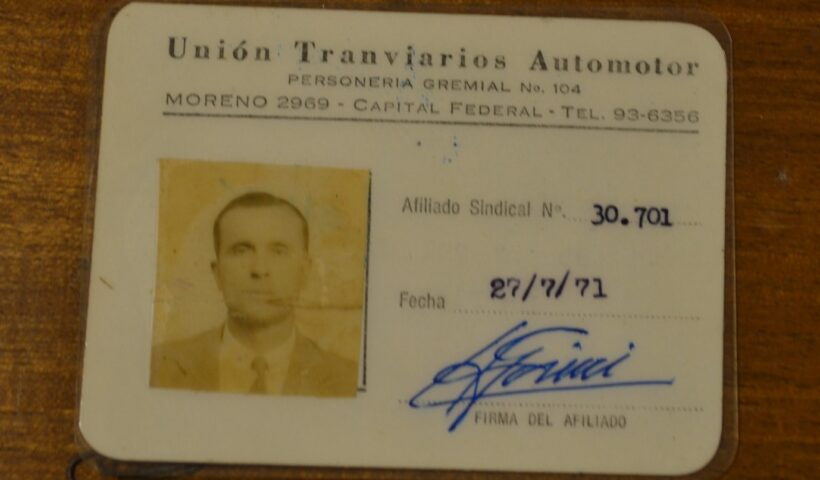 Unión Tranviarios Automotor
PERSONERIA GREMIAL No. 104
MORENO 2969 - CAPITAL FEDERAL - TEL. 93-6356
Afiliado Sindical Nº. 30.701
Fecha 27/7/71
FIRMA DEL AFILIADO